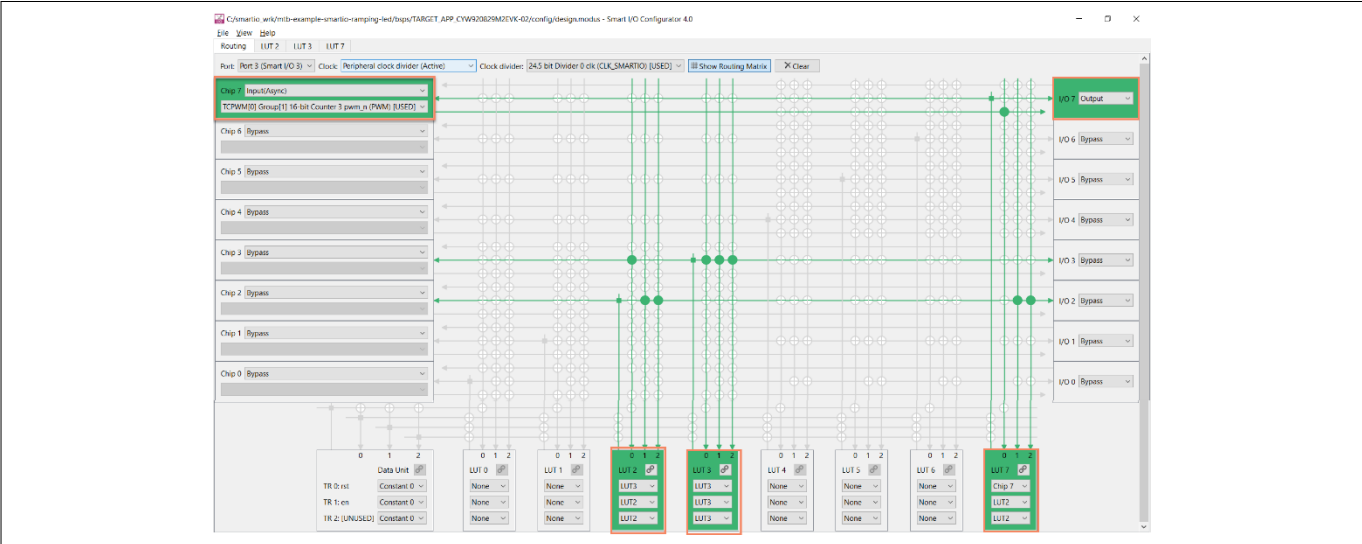 C:/smartio_wrk/mtb-example-smartio-ramping-led/bsps/TARGET_APP_CYW920829M2EVK-02/config/design.modus - Smart I/O Configurator 4.0
File View Help
Routing LUT 2 LUT 3 LUT 7
Port: Port 3 (Smart I/O 3) Clock: Peripheral clock divider (Active) Clock divider: 24.5 bit Divider 0 clk (CLK_SMARTIO) [USED] Show Routing Matrix Clear
Chip 7 Input(Async) I/O 7 Output
TCPWM[0] Group[1] 16-bit Counter 3 pwm_n (PWM) [USED]
Chip 6 Bypass I/O 6 Bypass
Chip 5 Bypass I/O 5 Bypass
Chip 4 Bypass I/O 4 Bypass
Chip 3 Bypass I/O 3 Bypass
Chip 2 Bypass I/O 2 Bypass
Chip 1 Bypass I/O 1 Bypass
Chip 0 Bypass I/O 0 Bypass
0 1 2 0 1 2 0 1 2 0 1 2 0 1 2 0 1 2 0 1 2 0 1 2 0 1 2
Data Unit LUT 0 LUT 1 LUT 2 LUT 3 LUT 4 LUT 5 LUT 6 LUT 7
TR 0: rst Constant 0 None None LUT3 LUT3 None None None Chip 7
TR 1: en Constant 0 None None LUT2 LUT3 None None None LUT2
TR 2: [UNUSED] Constant 0 None None LUT2 LUT3 None None None LUT2